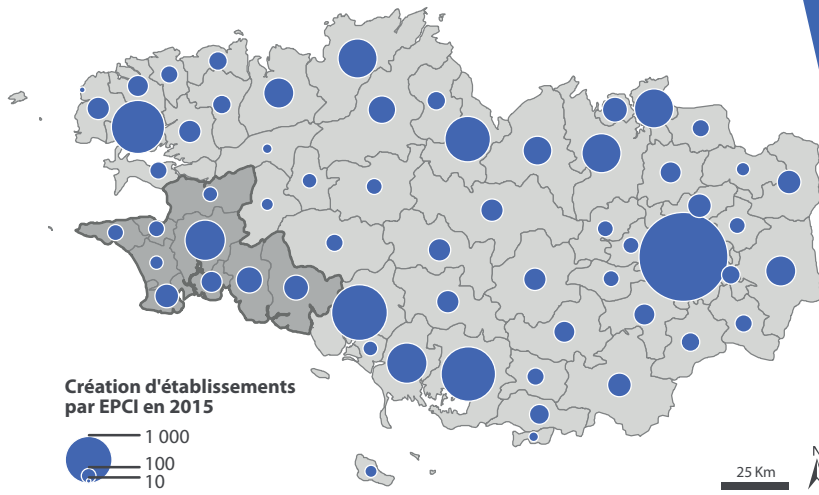 Création d'établissements
par EPCI en 2015
1 000
100
10
25 Km
N